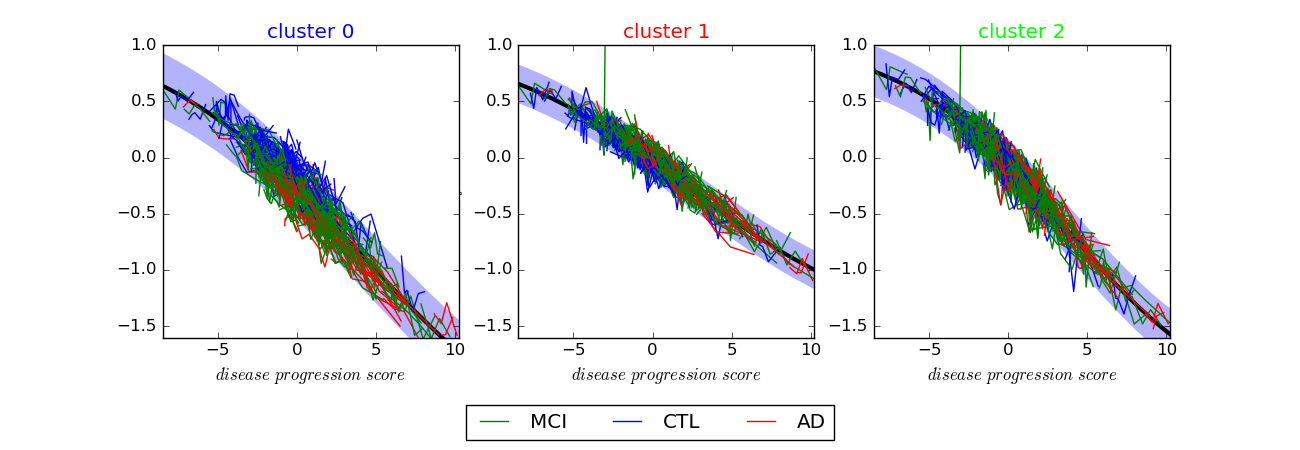 cluster 0 cluster 1 cluster 2
1.0 1.0 1.0
0.5 0.5 0.5
0.0 0.0 0.0
−0.5 −0.5 −0.5
−1.0 −1.0 −1.0
−1.5 −1.5 −1.5
−5 0 5 10 −5 0 5 10 −5 0 5 10
disease progression score disease progression score disease progression score
MCI CTL AD